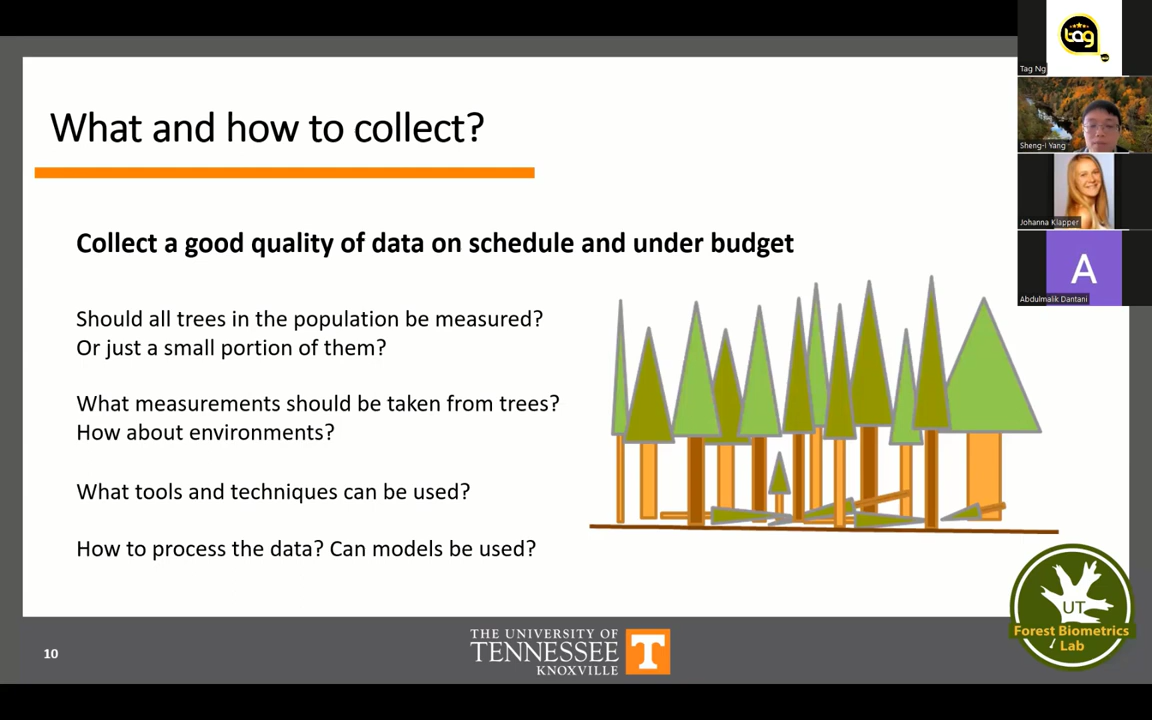 What and how to collect?
Collect a good quality of data on schedule and under budget
Should all trees in the population be measured?
Or just a small portion of them?
What measurements should be taken from trees?
How about environments?
What tools and techniques can be used?
How to process the data? Can models be used?
10
THE UNIVERSITY OF
TENNESSEE
KNOXVILLE
T
UT
Forest Biometrics
Lab
tag
Tag Ng
Sheng-I Yang
Johanna Klapper
A
Abdulmalik Dantani